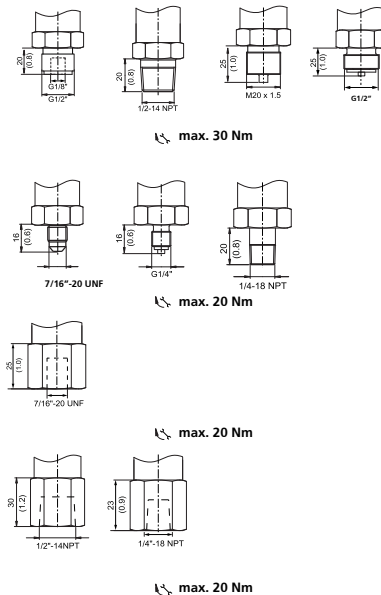 20
(0.8)
G1/8"
G1/2"
20
(0.8)
1/2-14 NPT
25
(1.0)
M20 x 1.5
25
(1.0)
G1/2"
max. 30 Nm
16
(0.6)
7/16"-20 UNF
16
(0.6)
G1/4"
20
(0.8)
1/4-18 NPT
max. 20 Nm
25
(1.0)
7/16"-20 UNF
max. 20 Nm
30
(1.2)
1/2"-14NPT
23
(0.9)
1/4"-18 NPT
max. 20 Nm